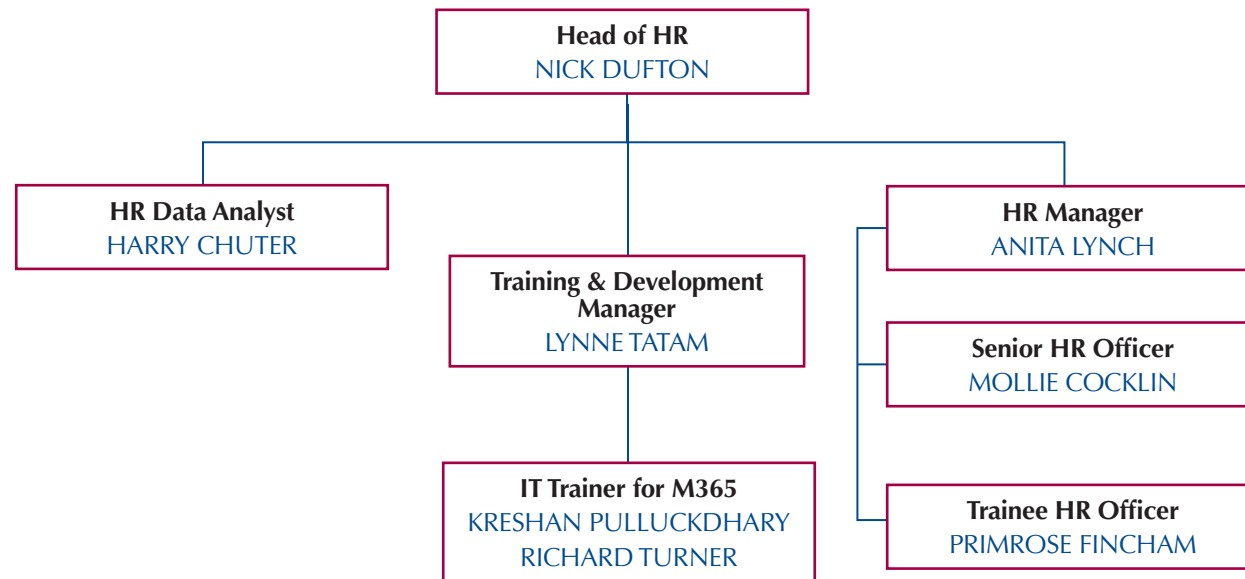 Head of HR
NICK DUFTON
HR Data Analyst
HARRY CHUTER
Training & Development
Manager
LYNNE TATAM
IT Trainer for M365
KRESHAN PULLUCKDHARY
RICHARD TURNER
HR Manager
ANITA LYNCH
Senior HR Officer
MOLLIE COCKLIN
Trainee HR Officer
PRIMROSE FINCHAM